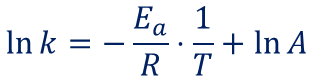 ln k = − Eₐ/R · 1/T + ln A